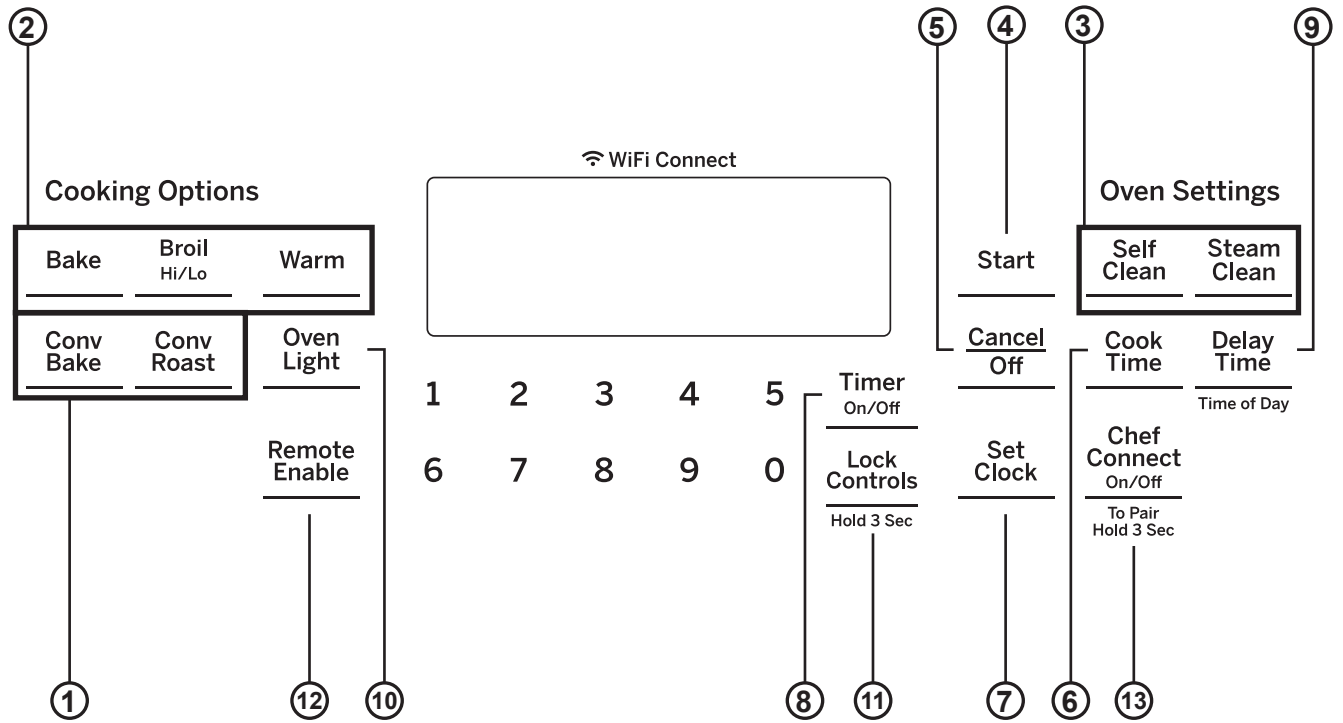 2
5
4
3
9
WiFi Connect
Cooking Options
Oven Settings
Bake
Broil
Hi/Lo
Warm
Start
Self
Clean
Steam
Clean
Conv
Bake
Conv
Roast
Oven
Light
Cancel
Off
Cook
Time
Delay
Time
Time of Day
1 2 3 4 5
Timer
On/Off
Remote
Enable
6 7 8 9 0
Lock
Controls
Hold 3 Sec
Set
Clock
Chef
Connect
On/Off
To Pair
Hold 3 Sec
1
12
10
8
11
7
6
13